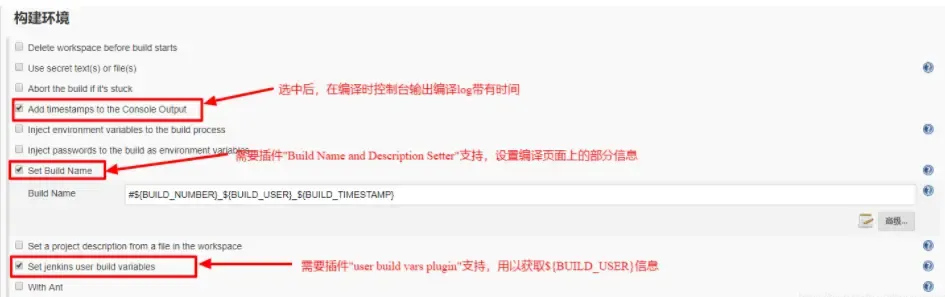 构建环境
Delete workspace before build starts
Use secret text(s) or file(s)
Abort the build if it's stuck
选中后，在编译时控制台输出编译log带有时间
Add timestamps to the Console Output
Inject environment variables to the build process
Inject passwords to the build as environment variables
需要插件"Build Name and Description Setter"支持，设置编译页面上的部分信息
Set Build Name
Build Name
#${BUILD_NUMBER}_${BUILD_USER}_${BUILD_TIMESTAMP}
高级...
Set a project description from a file in the workspace
Set jenkins user build variables
需要插件"user build vars plugin"支持，用以获取${BUILD_USER}信息
With Ant